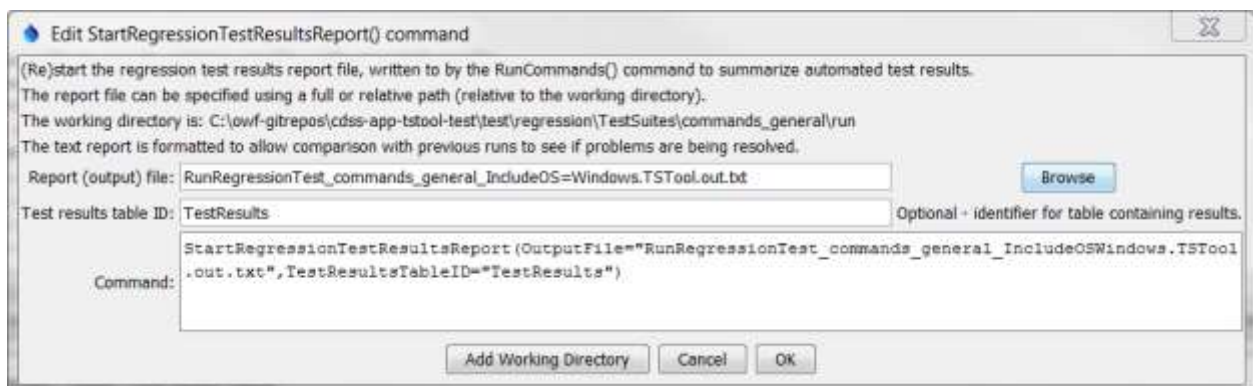 Edit StartRegressionTestResultsReport() command
(Re)start the regression test results report file, written to by the RunCommands() command to summarize automated test results.
The report file can be specified using a full or relative path (relative to the working directory).
The working directory is: C:\owf-gitrepos\cdss-app-tstool-test\test\regression\TestSuites\commands_general\run
The text report is formatted to allow comparison with previous runs to see if problems are being resolved.
Report (output) file: RunRegressionTest_commands_general_IncludeOS=Windows.TSTool.out.txt Browse
Test results table ID: TestResults Optional - identifier for table containing results.
StartRegressionTestResultsReport(OutputFile="RunRegressionTest_commands_general_IncludeOSWindows.TSTool
Command: .out.txt",TestResultsTableID="TestResults")
Add Working Directory Cancel OK